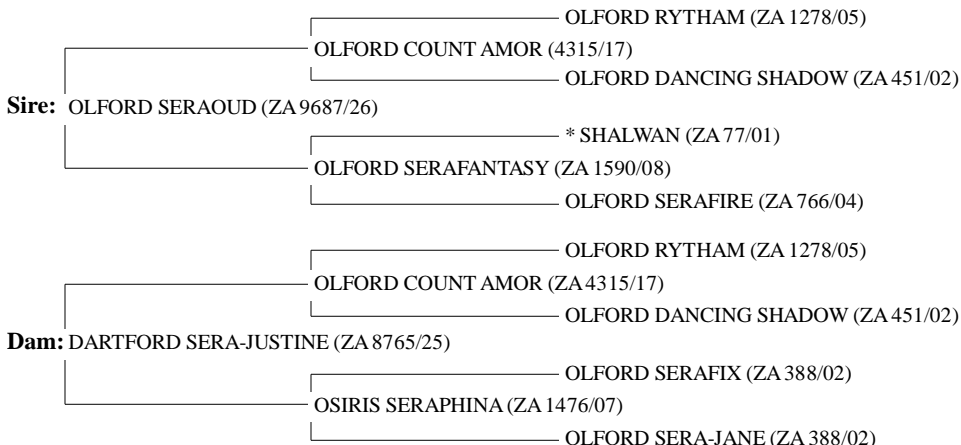 OLFORD RYTHAM (ZA 1278/05)
OLFORD COUNT AMOR (4315/17)
OLFORD DANCING SHADOW (ZA 451/02)
Sire: OLFORD SERAOUD (ZA 9687/26)
* SHALWAN (ZA 77/01)
OLFORD SERAFANTASY (ZA 1590/08)
OLFORD SERAFIRE (ZA 766/04)
OLFORD RYTHAM (ZA 1278/05)
OLFORD COUNT AMOR (ZA 4315/17)
OLFORD DANCING SHADOW (ZA 451/02)
Dam: DARTFORD SERA-JUSTINE (ZA 8765/25)
OLFORD SERAFIX (ZA 388/02)
OSIRIS SERAPHINA (ZA 1476/07)
OLFORD SERA-JANE (ZA 388/02)